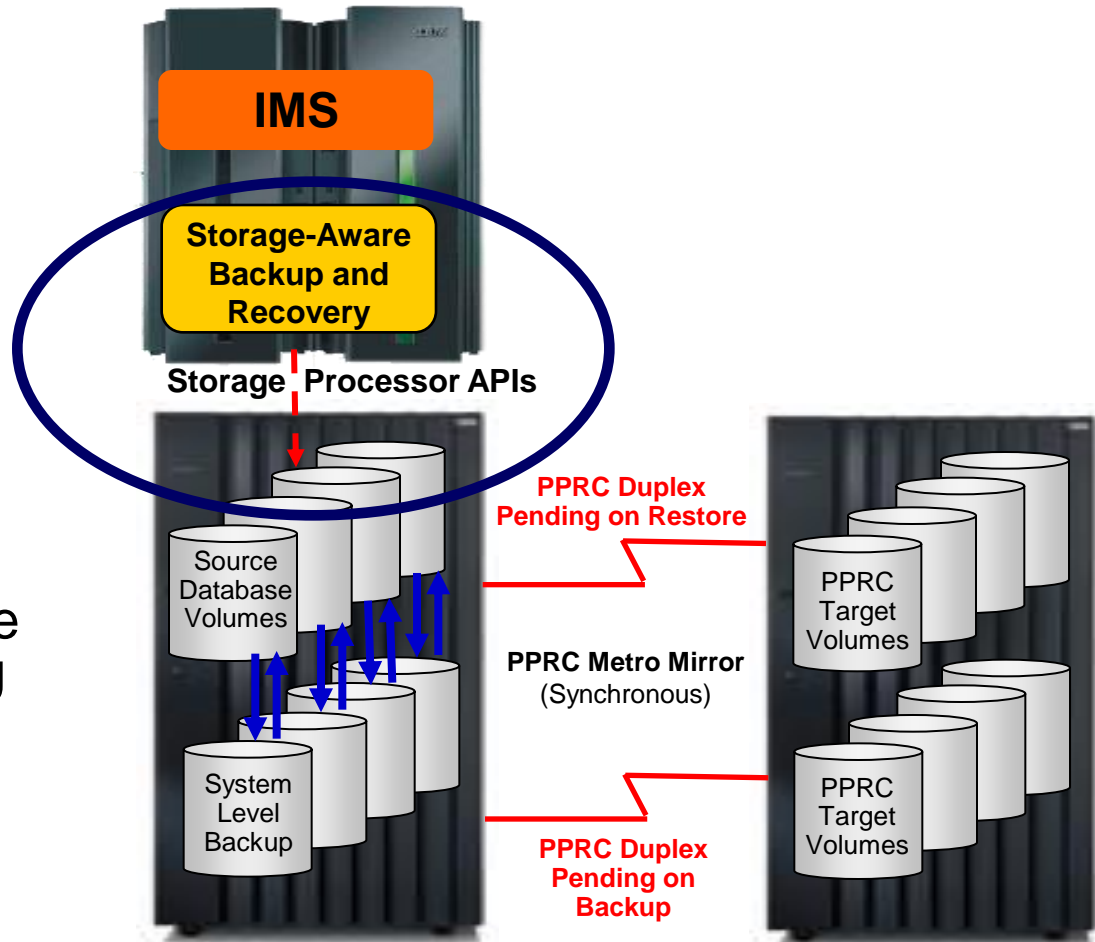 IMS
Storage-Aware
Backup and
Recovery
Storage Processor APIs
PPRC Duplex
Pending on Restore
Source
Database
Volumes
PPRC
Target
Volumes
PPRC Metro Mirror
(Synchronous)
System
Level
Backup
PPRC
Target
Volumes
PPRC Duplex
Pending on
Backup